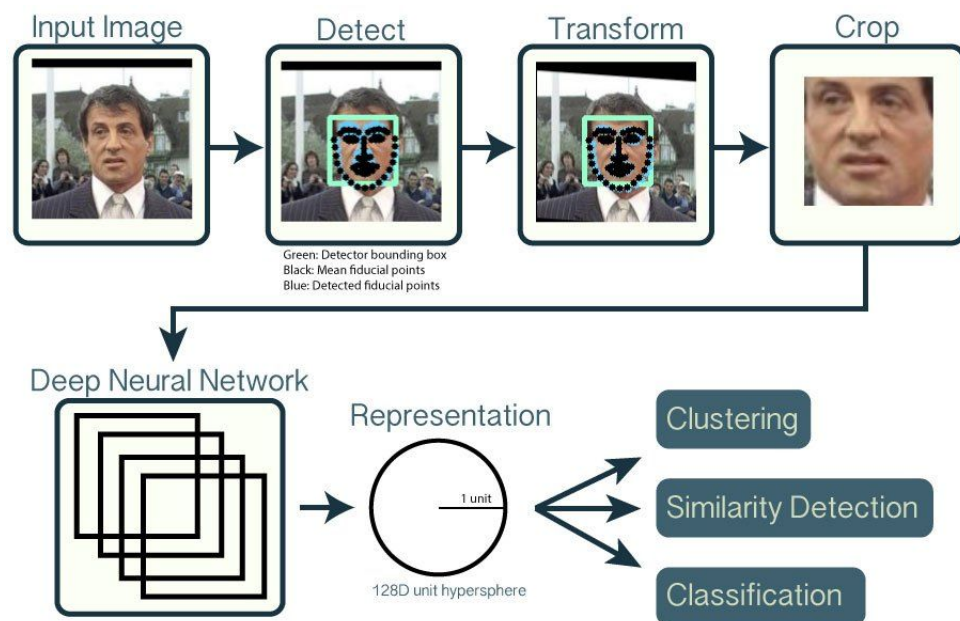 Input Image
Detect
Transform
Crop
Green: Detector bounding box
Black: Mean fiducial points
Blue: Detected fiducial points
Deep Neural Network
Representation
1 unit
128D unit hypersphere
Clustering
Similarity Detection
Classification